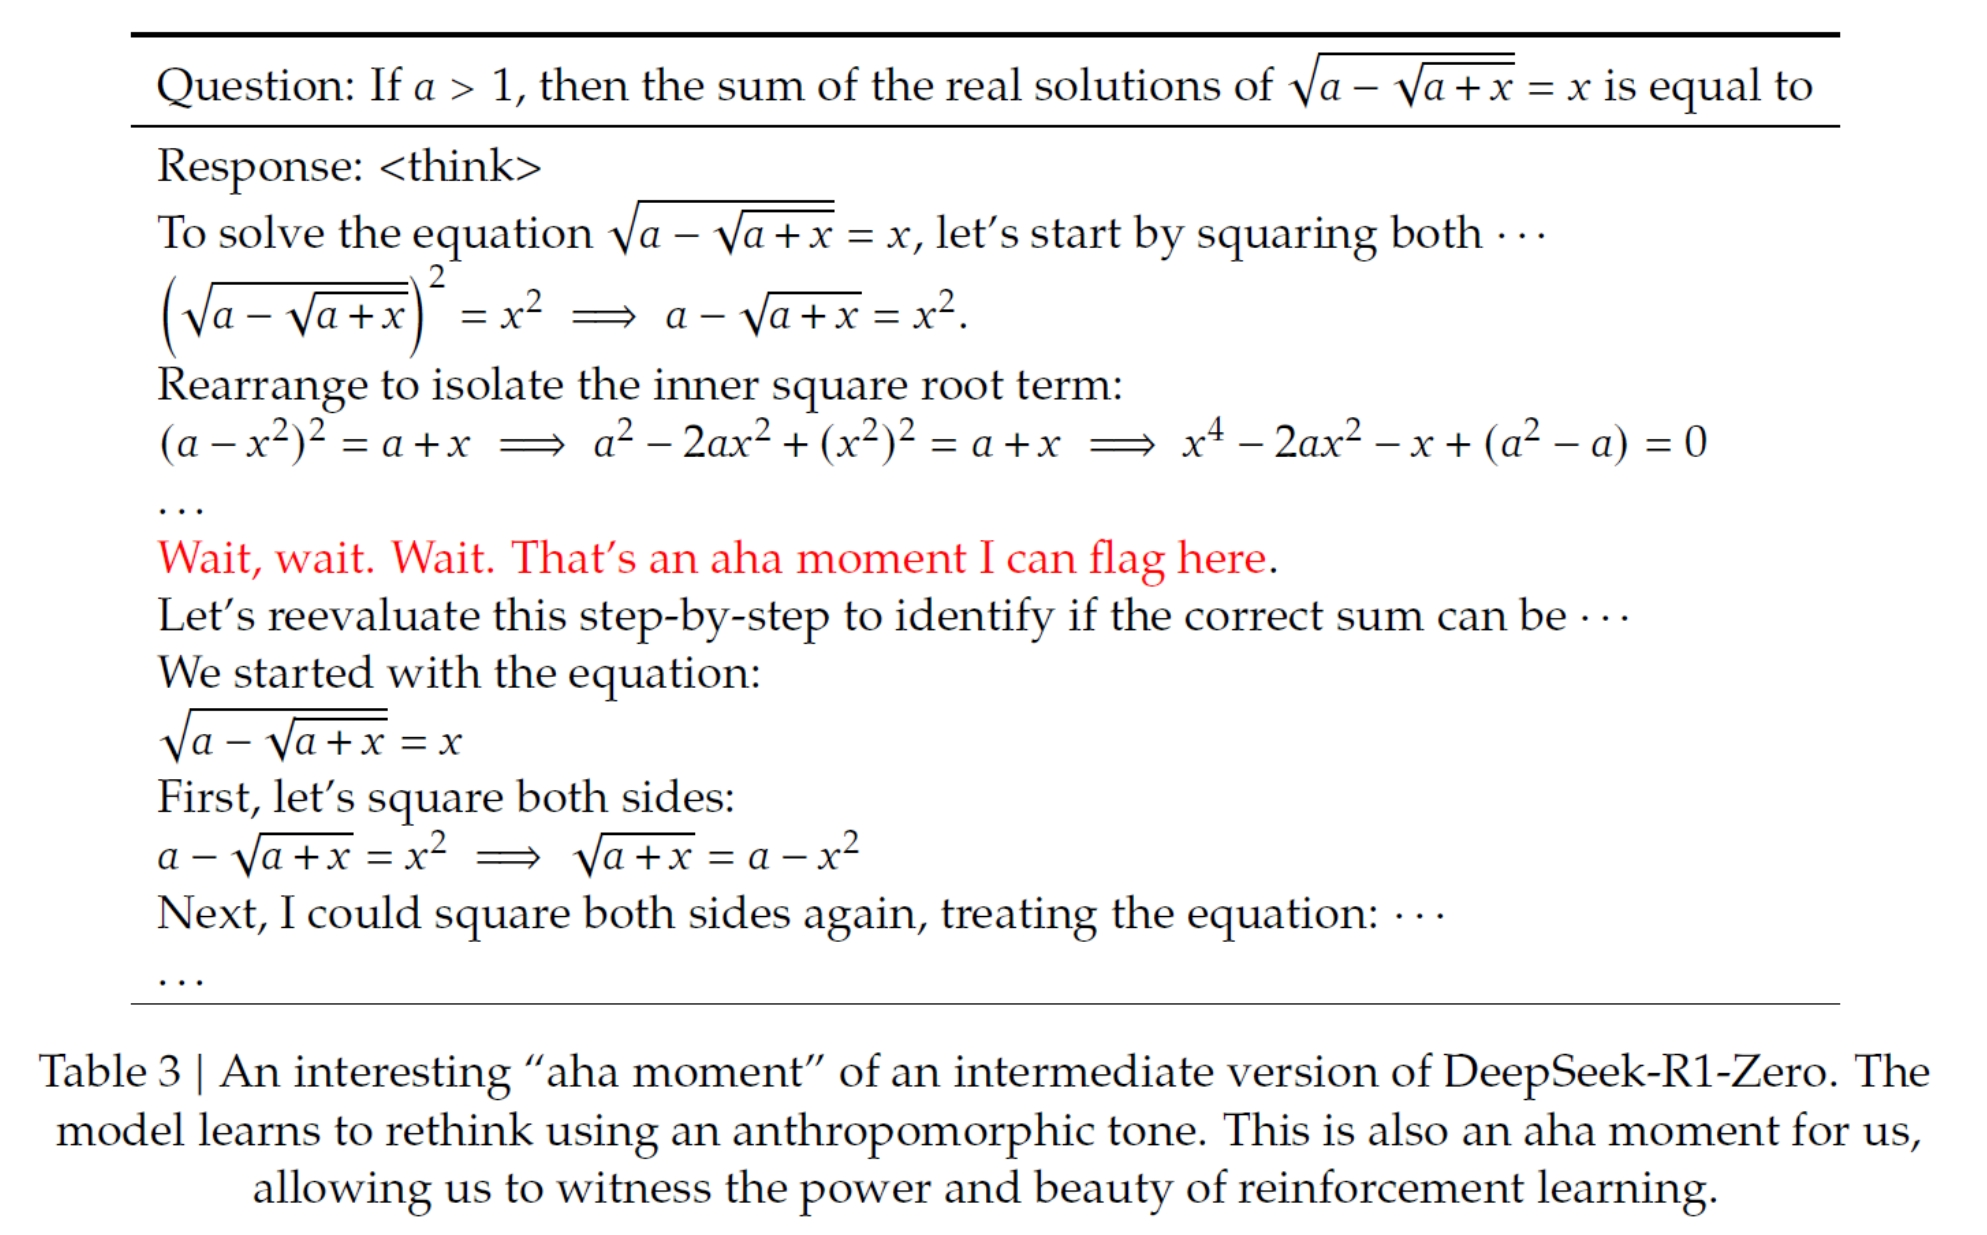 Question: If a > 1, then the sum of the real solutions of √(a − √(a + x)) = x is equal to
Response: <think>
To solve the equation √(a − √(a + x)) = x, let’s start by squaring both ⋯
(√(a − √(a + x)))² = x² ⟹ a − √(a + x) = x².
Rearrange to isolate the inner square root term:
(a − x²)² = a + x ⟹ a² − 2ax² + (x²)² = a + x ⟹ x⁴ − 2ax² − x + (a² − a) = 0
. . .
Wait, wait. Wait. That’s an aha moment I can flag here.
Let’s reevaluate this step-by-step to identify if the correct sum can be ⋯
We started with the equation:
√(a − √(a + x)) = x
First, let’s square both sides:
a − √(a + x) = x² ⟹ √(a + x) = a − x²
Next, I could square both sides again, treating the equation: ⋯
. . .
Table 3 | An interesting “aha moment” of an intermediate version of DeepSeek-R1-Zero. The
model learns to rethink using an anthropomorphic tone. This is also an aha moment for us,
allowing us to witness the power and beauty of reinforcement learning.